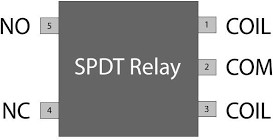 NO 5 1 COIL
SPDT Relay 2 COM
NC 4 3 COIL